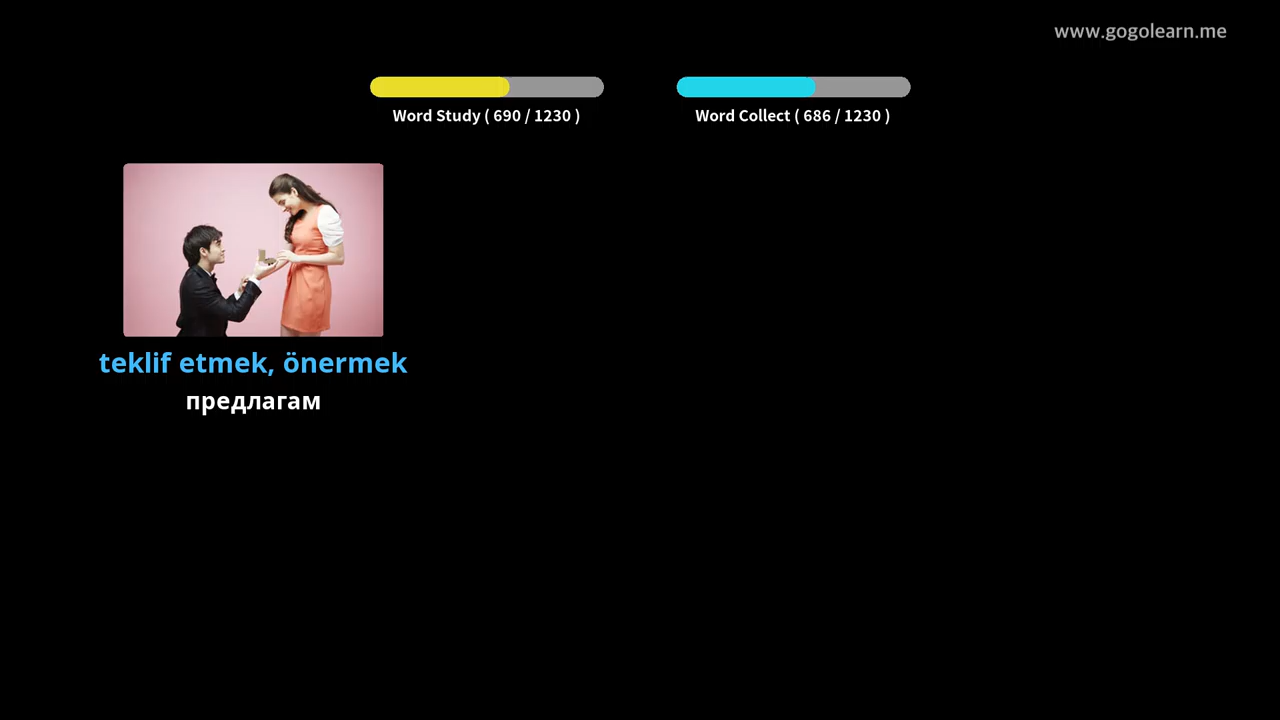 www.gogolearn.me
Word Study ( 690 / 1230 )
Word Collect ( 686 / 1230 )
teklif etmek, önermek
предлагам